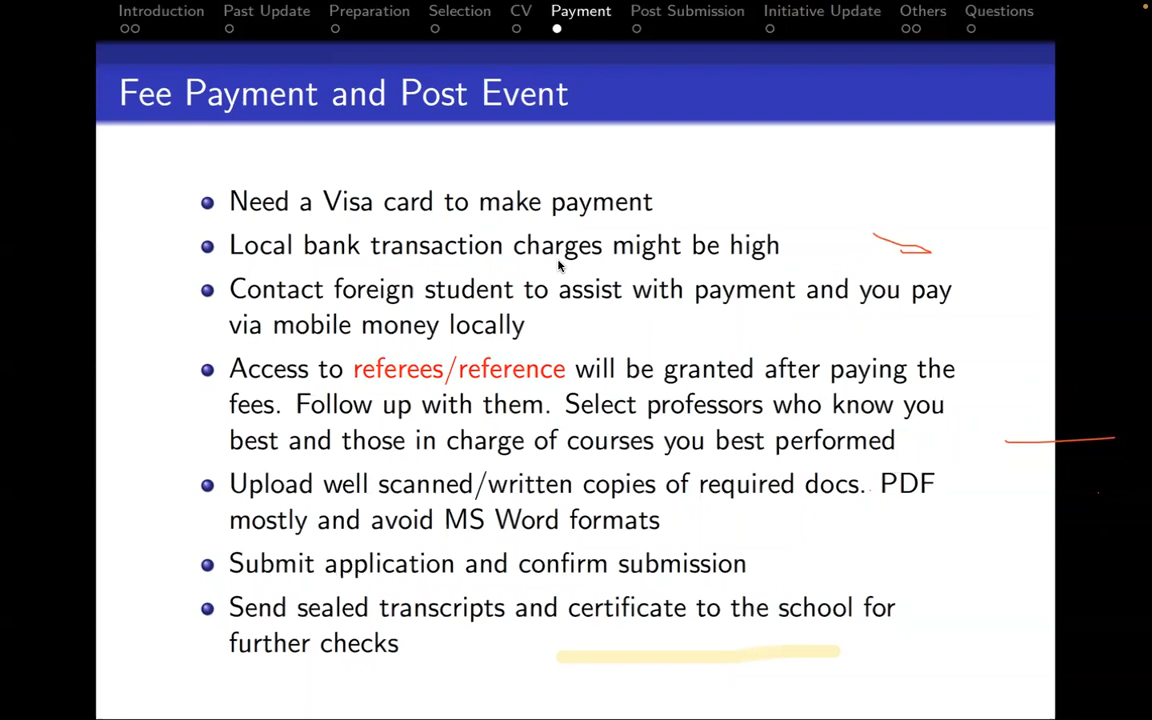 Introduction Past Update Preparation Selection CV Payment Post Submission Initiative Update Others Questions
Fee Payment and Post Event
Need a Visa card to make payment
Local bank transaction charges might be high
Contact foreign student to assist with payment and you pay
via mobile money locally
Access to referees/reference will be granted after paying the
fees. Follow up with them. Select professors who know you
best and those in charge of courses you best performed
Upload well scanned/written copies of required docs. PDF
mostly and avoid MS Word formats
Submit application and confirm submission
Send sealed transcripts and certificate to the school for
further checks